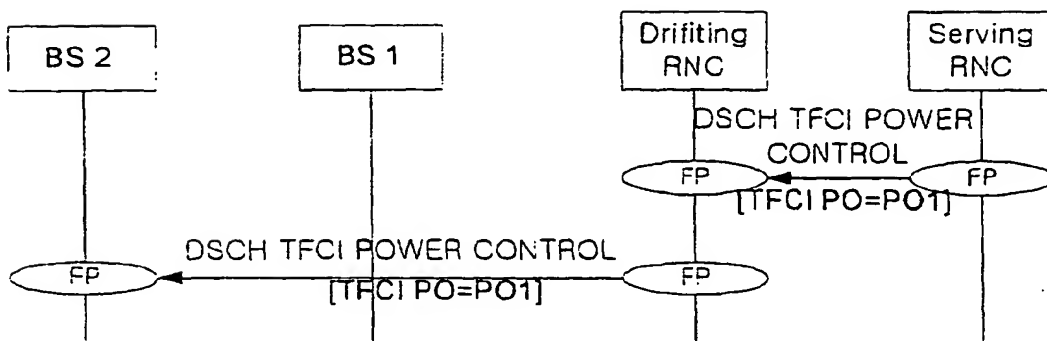 BS 2
BS 1
Drifiting
RNC
Serving
RNC
DSCH TFCI POWER
CONTROL
FP
FP
[TFCI PO=PO1]
DSCH TFCI POWER CONTROL
FP
FP
[TFCI PO=PO1]